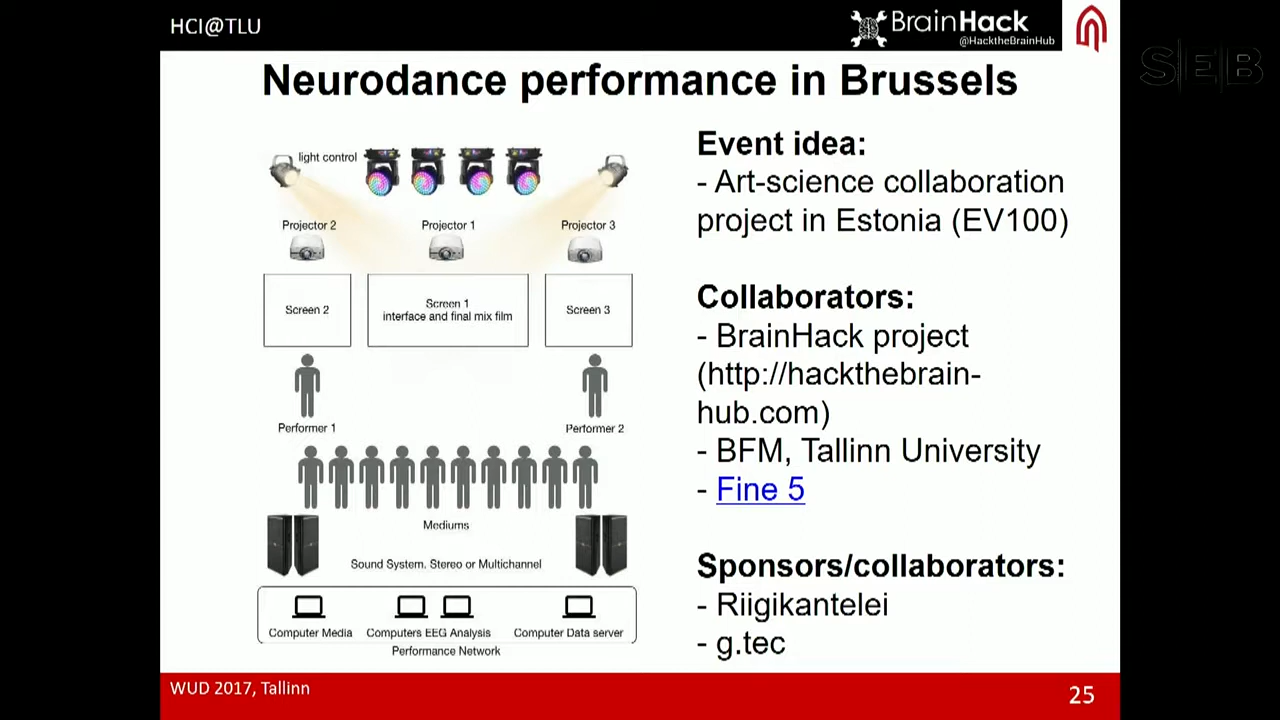 HCI@TLU
BrainHack
@HacktheBrainHub
SEB
Neurodance performance in Brussels
light control
Projector 2
Projector 1
Projector 3
Screen 2
Screen 1
interface and final mix film
Screen 3
Performer 1
Performer 2
Mediums
Sound System. Stereo or Multichannel
Computer Media
Computers EEG Analysis
Computer Data server
Performance Network
Event idea:
- Art-science collaboration
project in Estonia (EV100)
Collaborators:
- BrainHack project
(http://hackthebrain-
hub.com)
- BFM, Tallinn University
- Fine 5
Sponsors/collaborators:
- Riigikantelei
- g.tec
WUD 2017, Tallinn
25